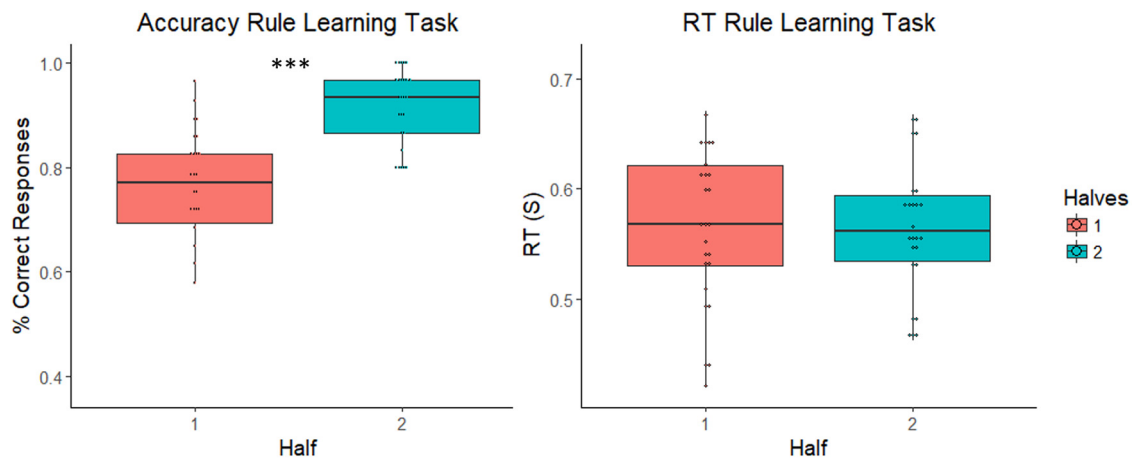 Accuracy Rule Learning Task
% Correct Responses
1.0
0.8
0.6
0.4
***
1
2
Half
RT Rule Learning Task
RT (S)
0.7
0.6
0.5
1
2
Half
Halves
1
2